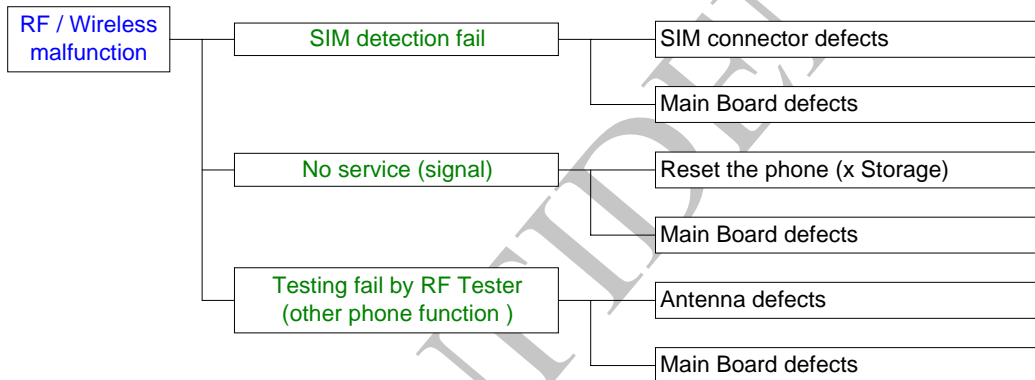 RF / Wireless
malfunction
SIM detection fail
SIM connector defects
Main Board defects
No service (signal)
Reset the phone (x Storage)
Main Board defects
Testing fail by RF Tester
(other phone function )
Antenna defects
Main Board defects